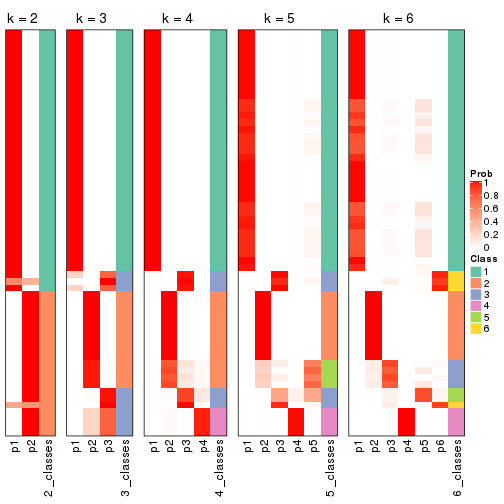 k = 2
k = 3
k = 4
k = 5
k = 6
Prob
1
0.8
0.6
0.4
0.2
0
Class
1
2
3
4
5
6
p1
p2
2_classes
p1
p2
p3
3_classes
p1
p2
p3
p4
4_classes
p1
p2
p3
p4
p5
5_classes
p1
p2
p3
p4
p5
p6
6_classes